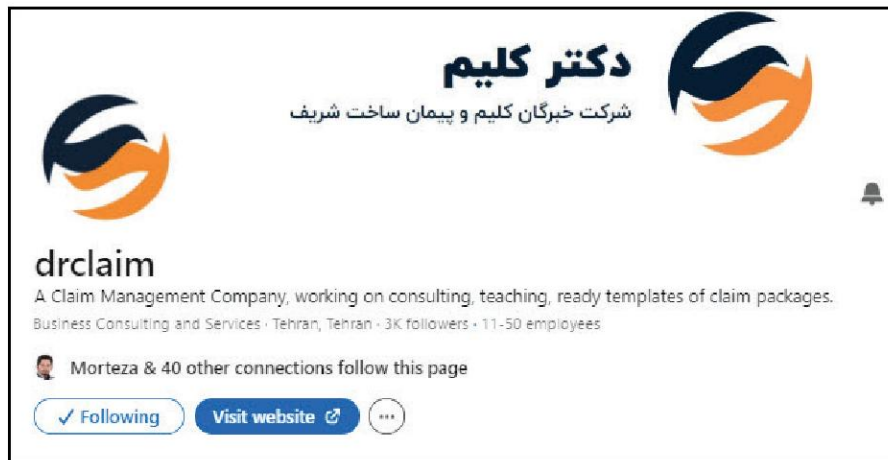 دکتر کلیم
شرکت خبرگان کلیم و پیمان ساخت شریف
drclaim
A Claim Management Company, working on consulting, teaching, ready templates of claim packages.
Business Consulting and Services · Tehran, Tehran · 3K followers · 11-50 employees
Morteza & 40 other connections follow this page
✓ Following
Visit website